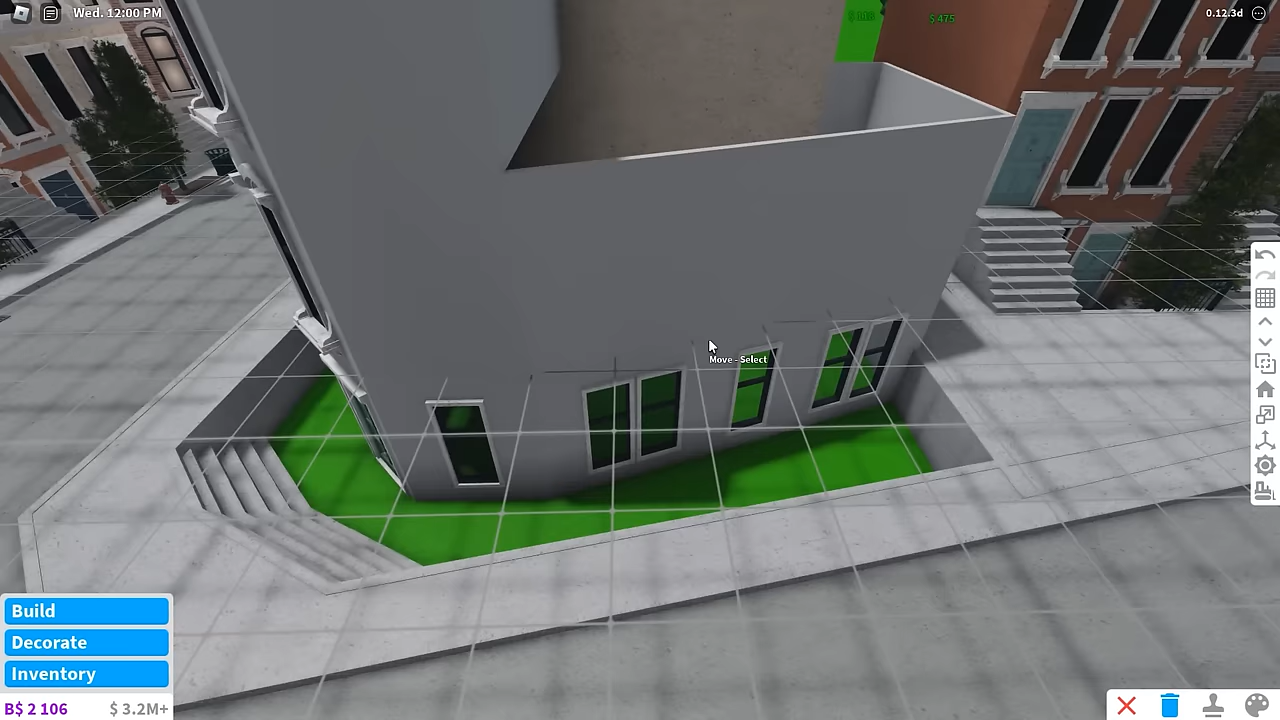 Wed. 12:00 PM
$ 475
0.12.3d
Move - Select
Build
Decorate
Inventory
B$ 2 106
$ 3.2M+